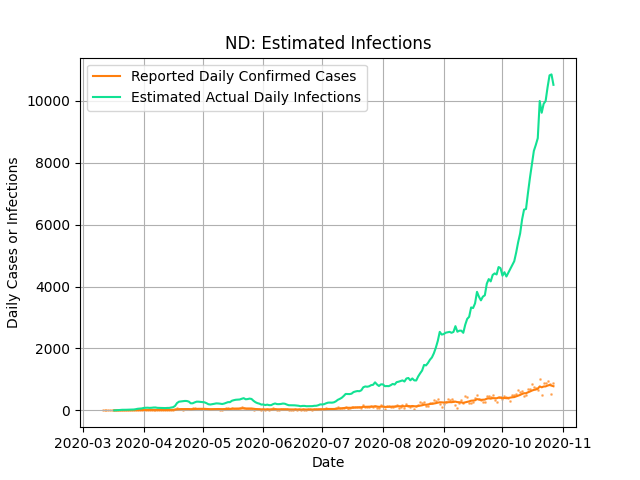 ND: Estimated Infections
Reported Daily Confirmed Cases
Estimated Actual Daily Infections
10000
8000
6000
4000
2000
0
Daily Cases or Infections
2020-03 2020-04 2020-05 2020-06 2020-07 2020-08 2020-09 2020-10 2020-11
Date